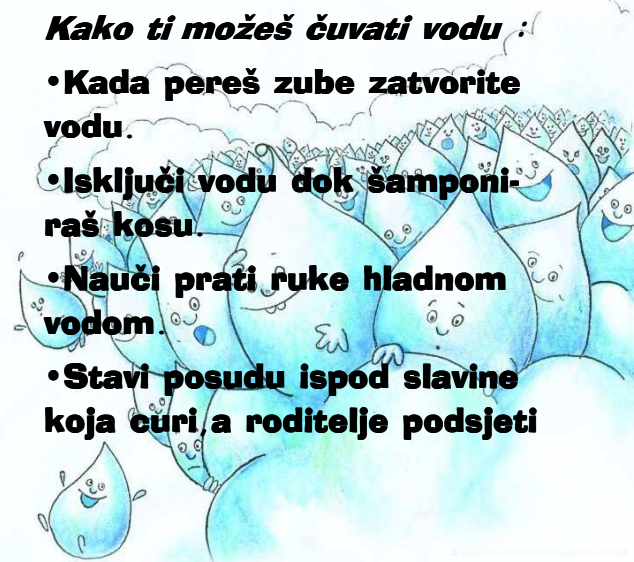 Kako ti možeš čuvati vodu :
•Kada pereš zube zatvorite
vodu.
•Isključi vodu dok šamponi-
raš kosu.
•Nauči prati ruke hladnom
vodom.
•Stavi posudu ispod slavine
koja curi,a roditelje podsjeti